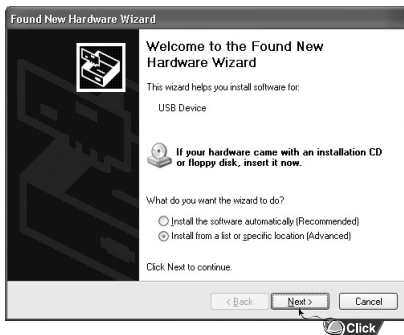 Found New Hardware Wizard
Welcome to the Found New
Hardware Wizard
This wizard helps you install software for:
USB Device
If your hardware came with an installation CD
or floppy disk, insert it now.
What do you want the wizard to do?
Install the software automatically (Recommended)
Install from a list or specific location (Advanced)
Click Next to continue.
< Back Next > Cancel
Click